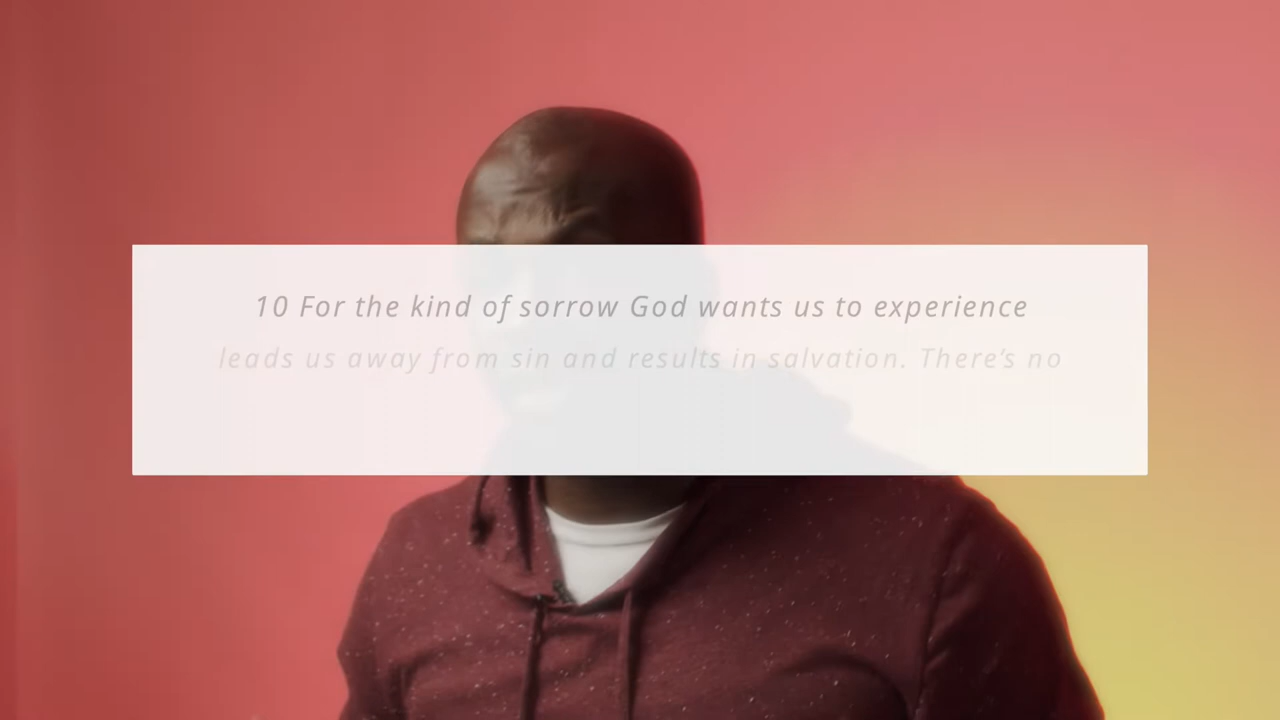 10 For the kind of sorrow God wants us to experience
leads us away from sin and results in salvation. There’s no